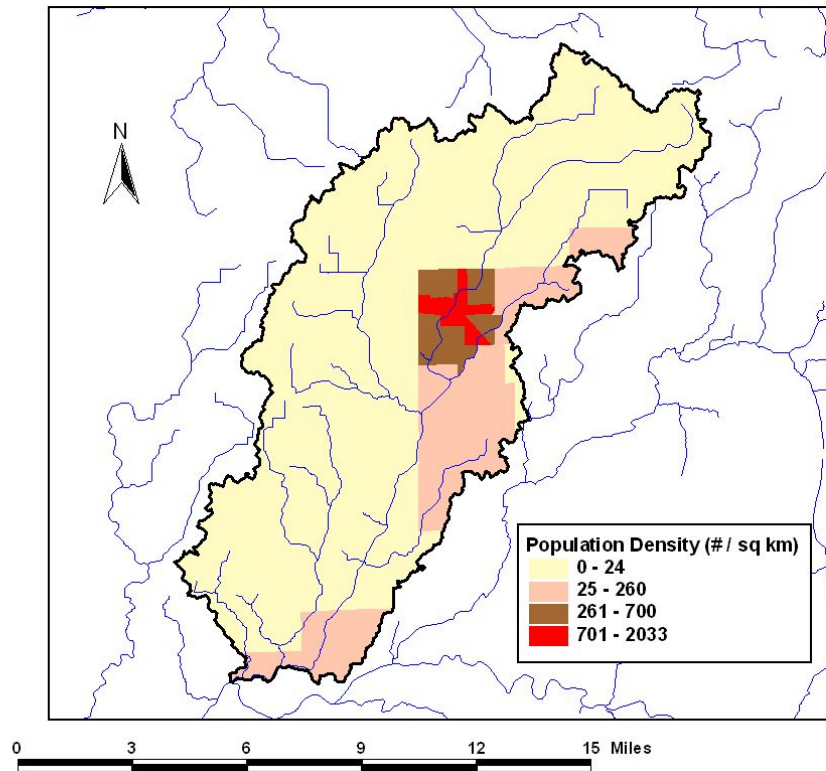 N
Population Density (# / sq km)
0 - 24
25 - 260
261 - 700
701 - 2033
0 3 6 9 12 15 Miles